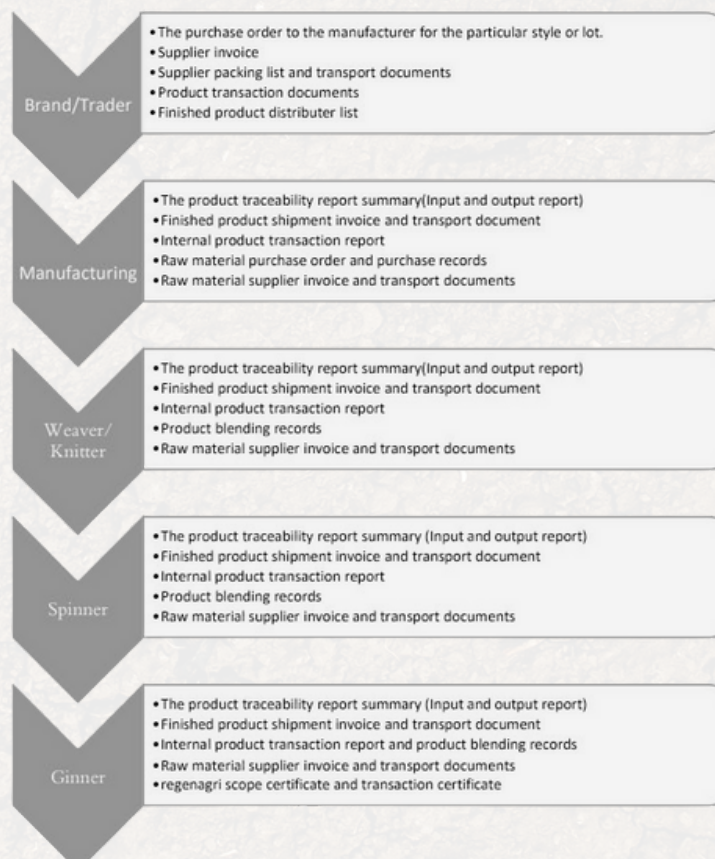 Brand/Trader
•The purchase order to the manufacturer for the particular style or lot.
•Supplier invoice
•Supplier packing list and transport documents
•Product transaction documents
•Finished product distributer list
Manufacturing
•The product traceability report summary(Input and output report)
•Finished product shipment invoice and transport document
•Internal product transaction report
•Raw material purchase order and purchase records
•Raw material supplier invoice and transport documents
Weaver/
Knitter
•The product traceability report summary(Input and output report)
•Finished product shipment invoice and transport document
•Internal product transaction report
•Product blending records
•Raw material supplier invoice and transport documents
Spinner
•The product traceability report summary (Input and output report)
•Finished product shipment invoice and transport document
•Internal product transaction report
•Product blending records
•Raw material supplier invoice and transport documents
Ginner
•The product traceability report summary (Input and output report)
•Finished product shipment invoice and transport document
•Internal product transaction report and product blending records
•Raw material supplier invoice and transport documents
•regenagri scope certificate and transaction certificate